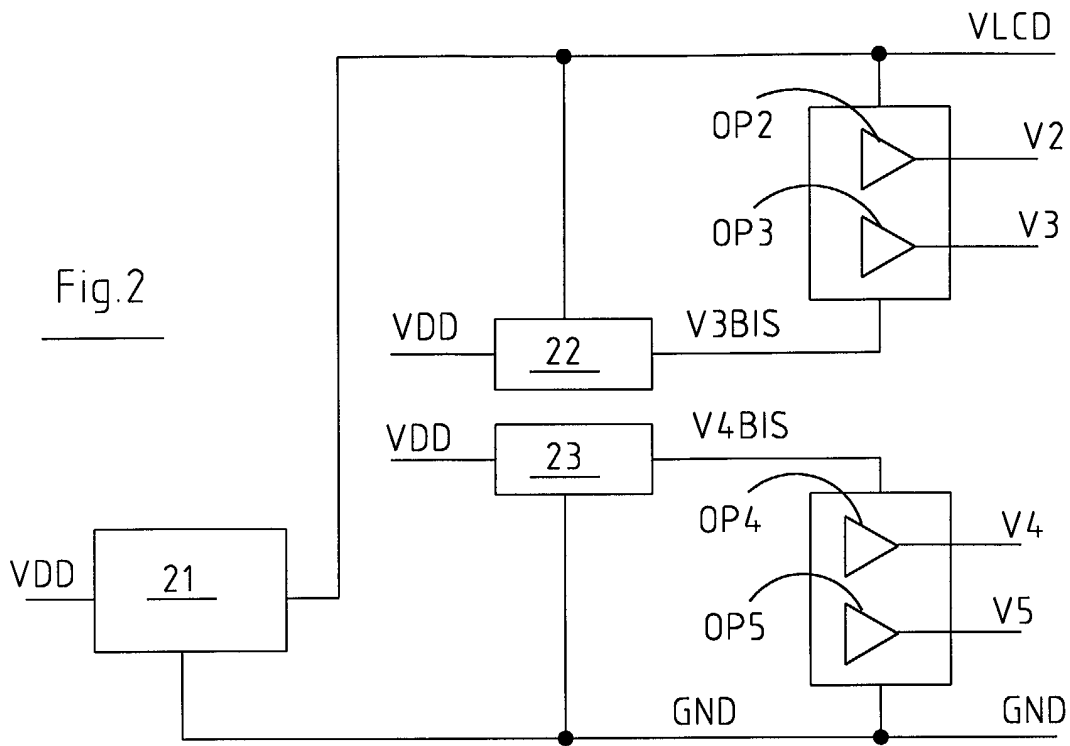 VLCD
OP2
V2
OP3
V3
Fig.2
VDD
22
V3BIS
VDD
23
V4BIS
OP4
V4
VDD
21
OP5
V5
GND
GND